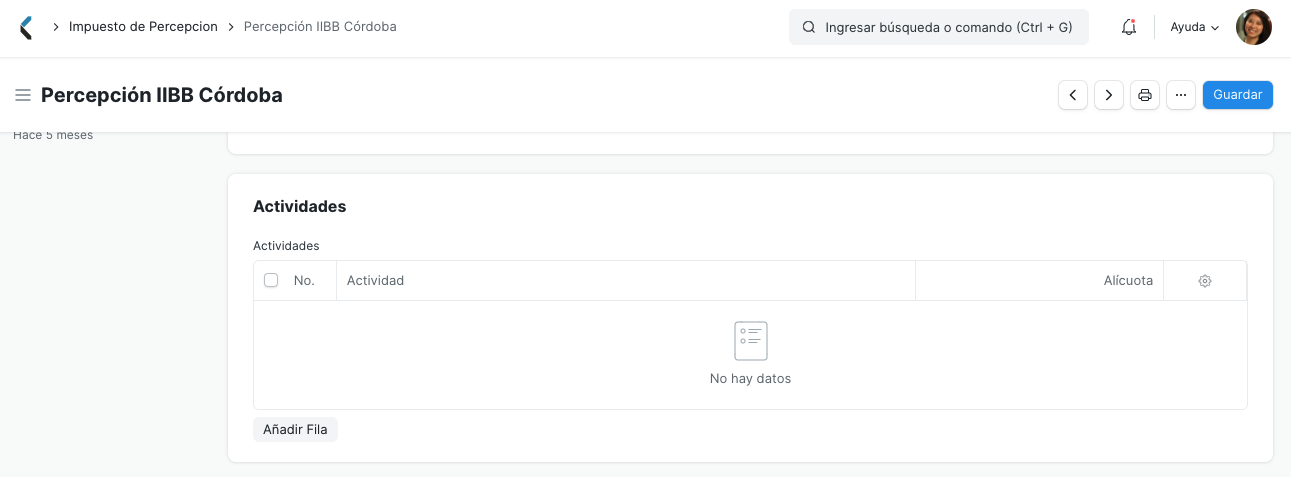 Impuesto de Percepcion Percepción IIBB Córdoba Ingresar búsqueda o comando (Ctrl + G) Ayuda
Percepción IIBB Córdoba Guardar
Hace 5 meses
Actividades
Actividades
No. Actividad Alícuota
No hay datos
Añadir Fila